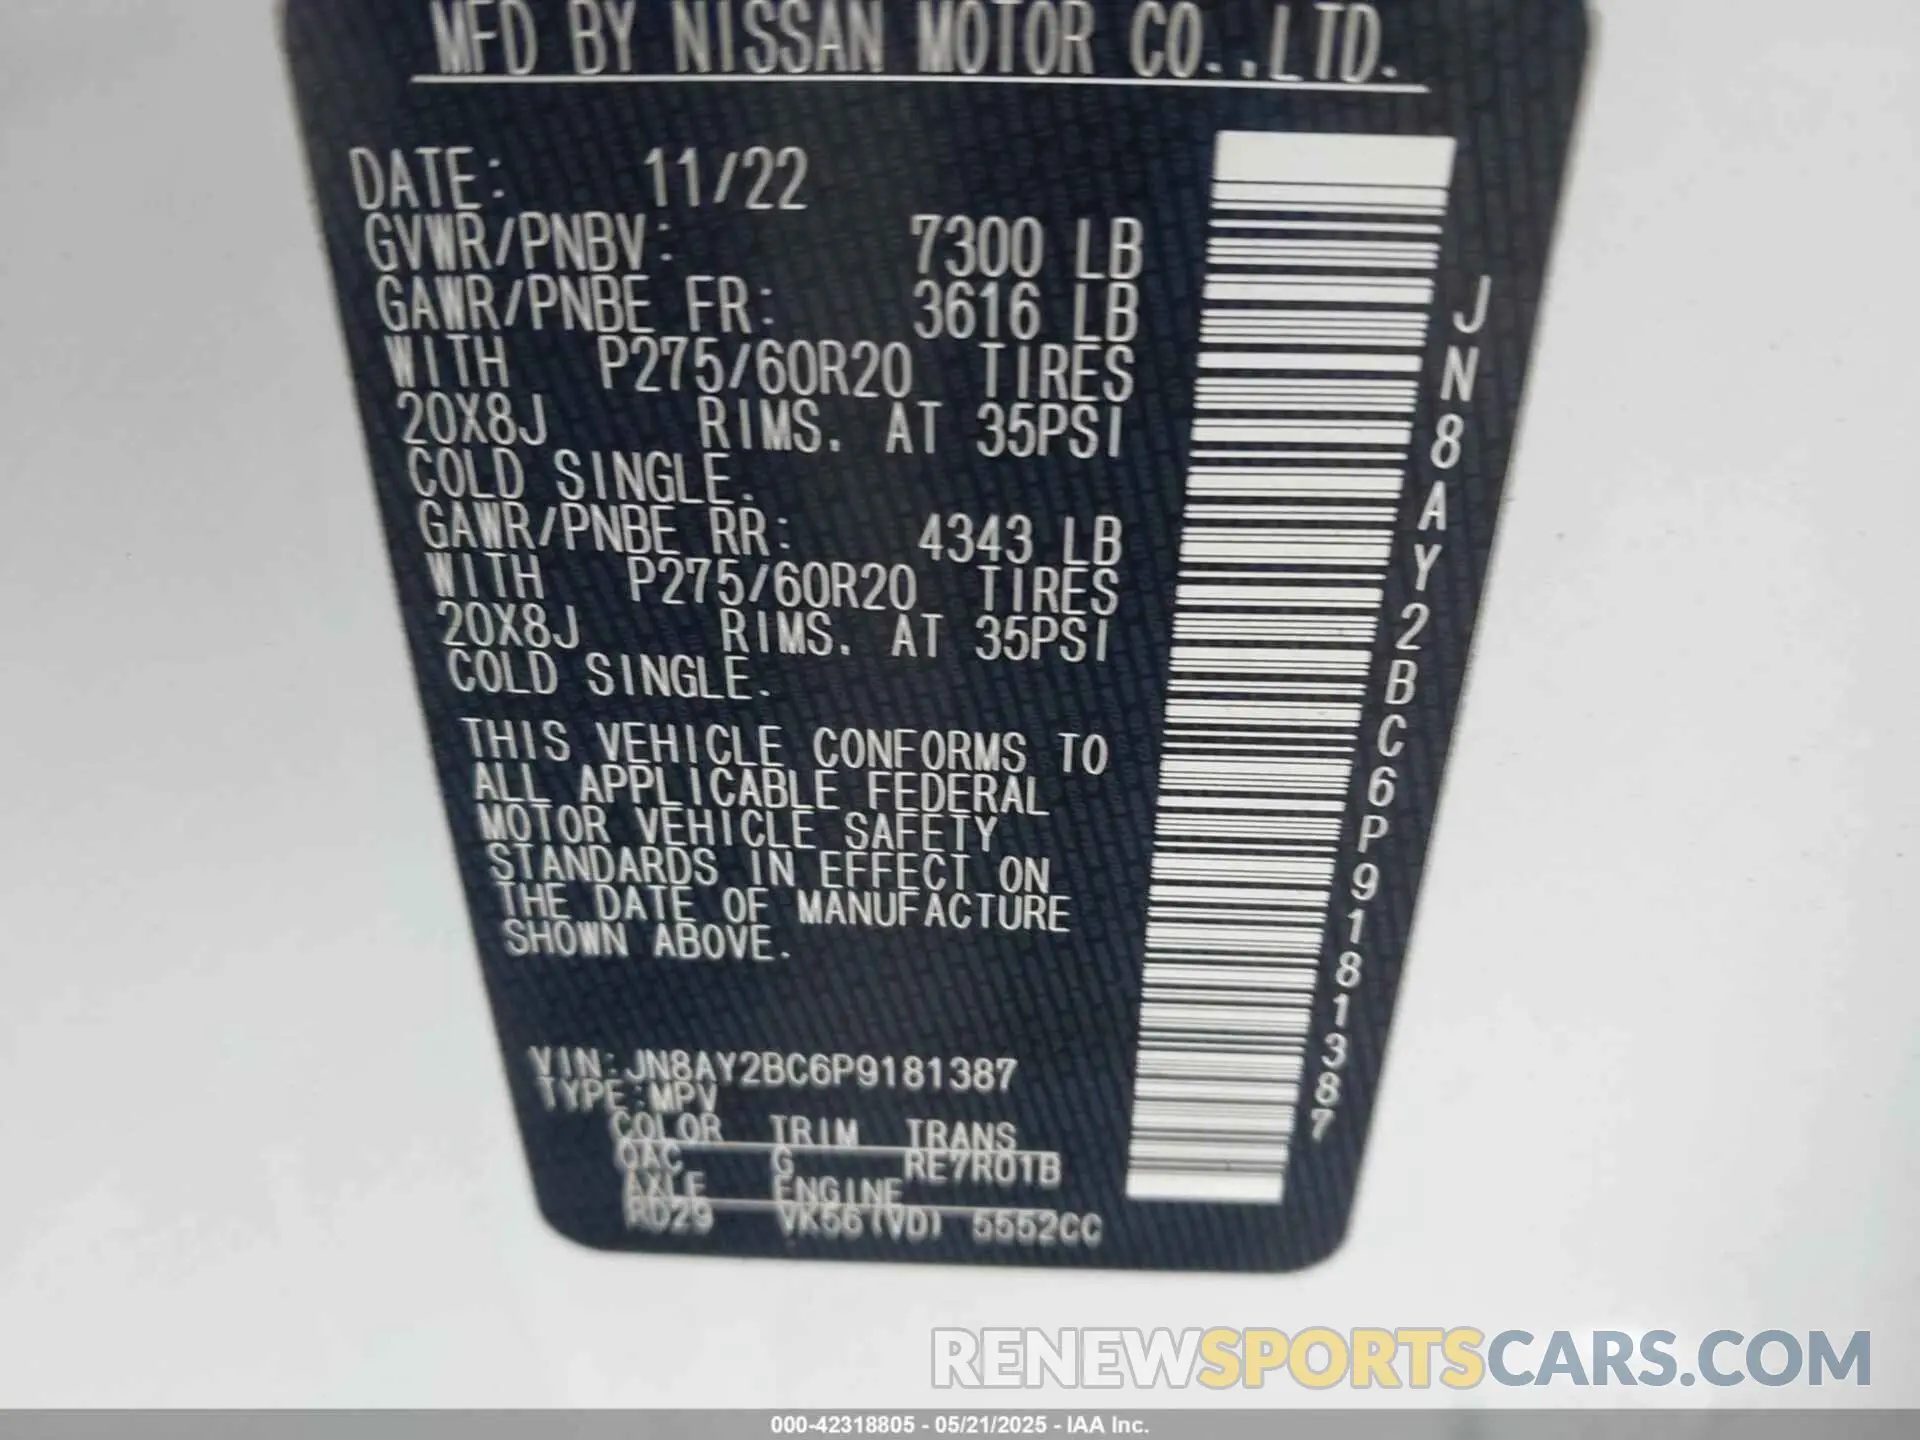 MFD BY NISSAN MOTOR CO.,LTD.
DATE: 11/22
GVWR/PNBV: 7300 LB
GAWR/PNBE FR: 3616 LB
WITH P275/60R20 TIRES
20X8J RIMS. AT 35PSI
COLD SINGLE.
GAWR/PNBE RR: 4343 LB
WITH P275/60R20 TIRES
20X8J RIMS. AT 35PSI
COLD SINGLE.
THIS VEHICLE CONFORMS TO
ALL APPLICABLE FEDERAL
MOTOR VEHICLE SAFETY
STANDARDS IN EFFECT ON
THE DATE OF MANUFACTURE
SHOWN ABOVE.
VIN:JN8AY2BC6P9181387
TYPE:MPV
COLOR TRIM TRANS
QAC G RE7R01B
AXLE ENGINE
RD29 VK56(VD) 5552CC
JN8AY2BC6P9181387
RENEWSPORTSCARS.COM
000-42318805 - 05/21/2025 - IAA Inc.